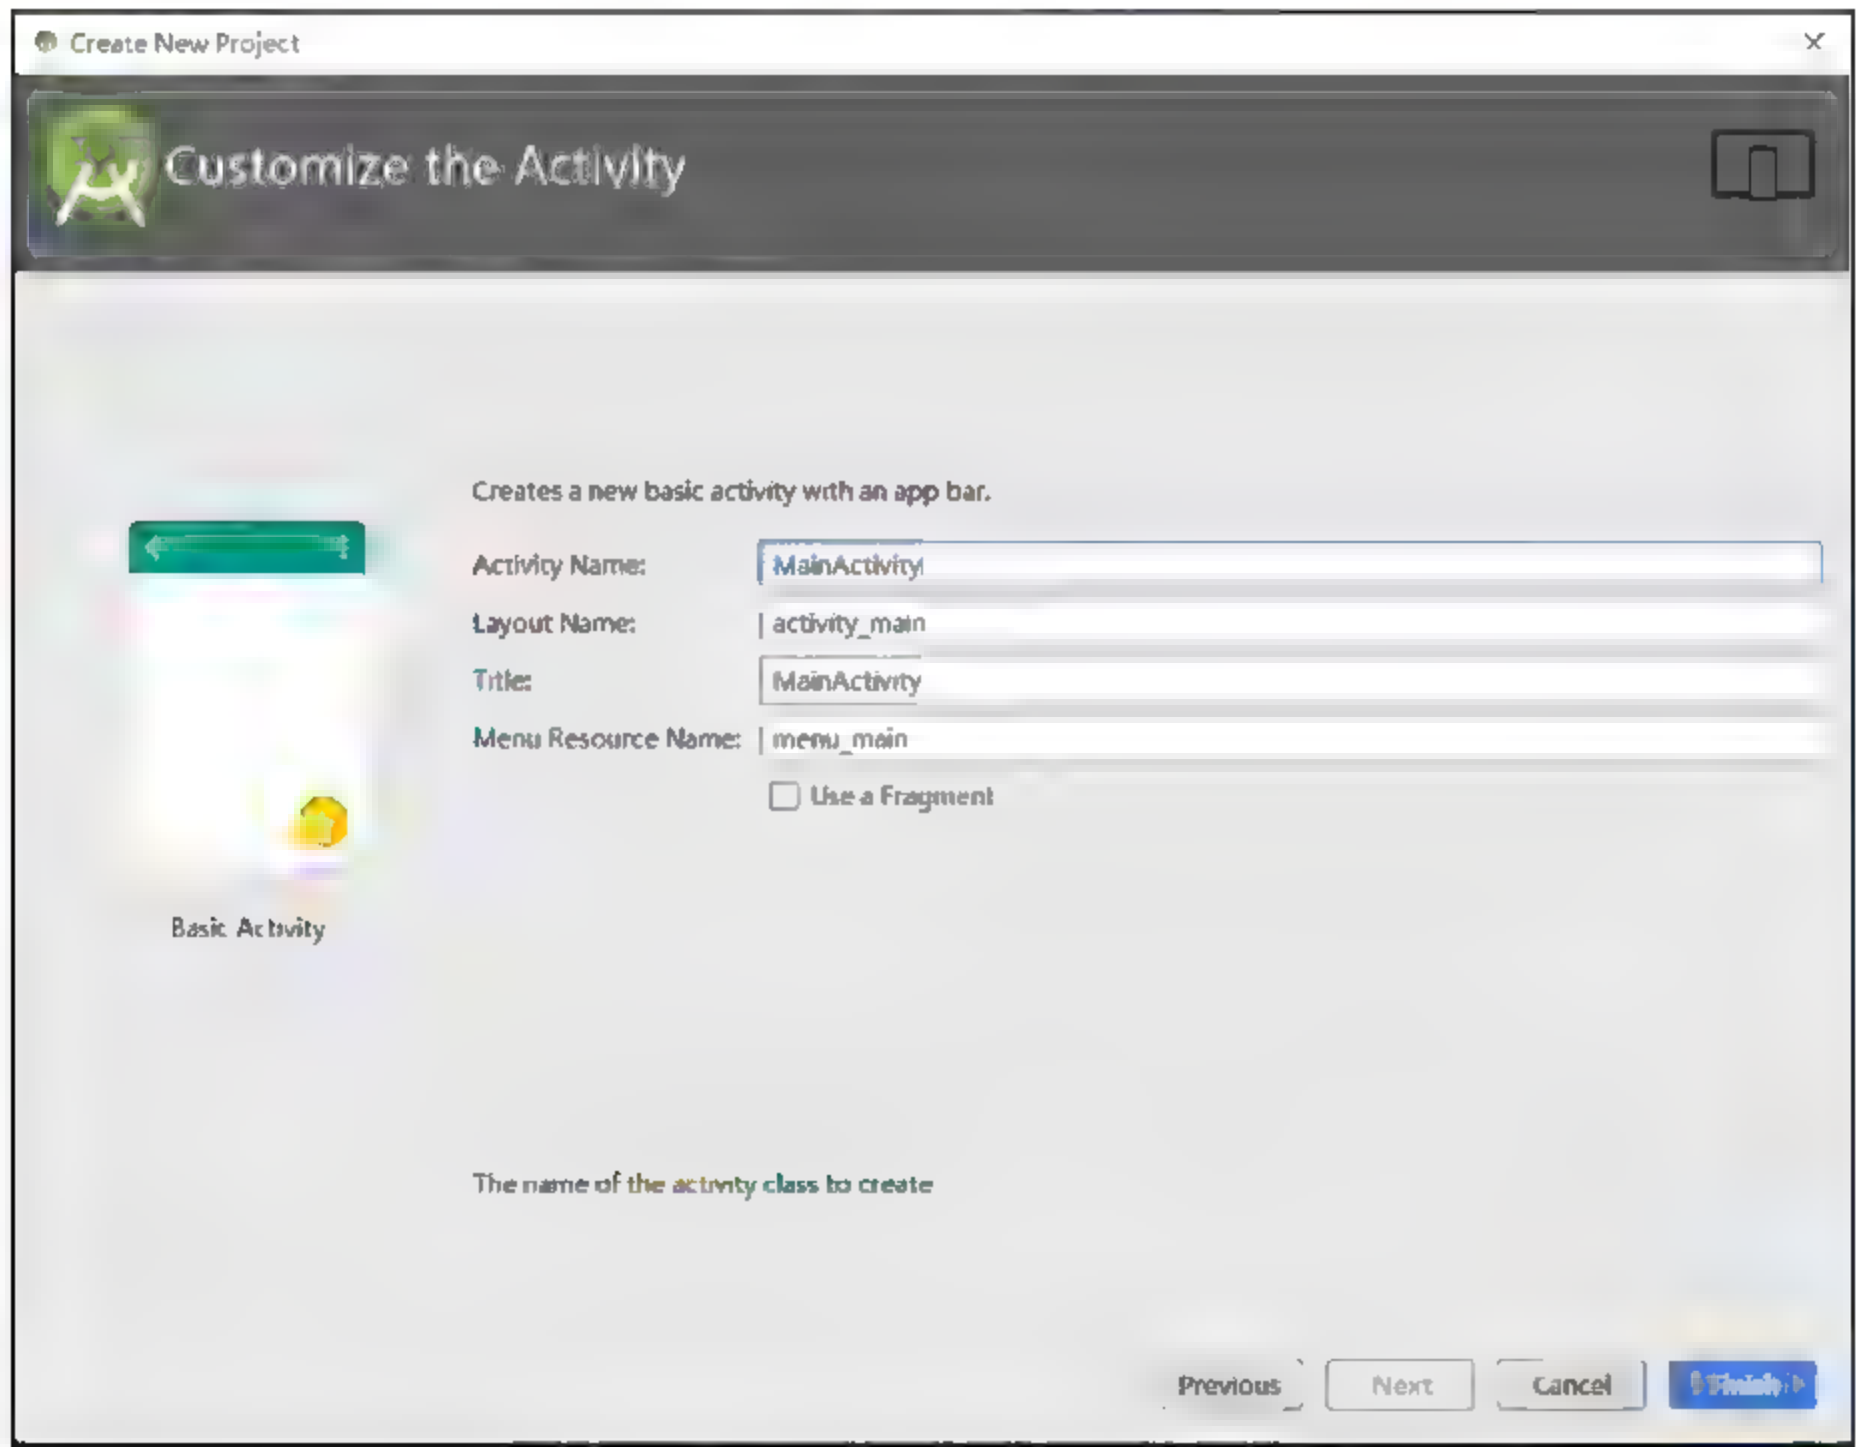 Create New Project
Customize the Activity
Creates a new basic activity with an app bar.
Activity Name: MainActivity
Layout Name: activity_main
Title: MainActivity
Menu Resource Name: menu_main
Use a Fragment
Basic Activity
The name of the activity class to create
Previous Next Cancel Finish